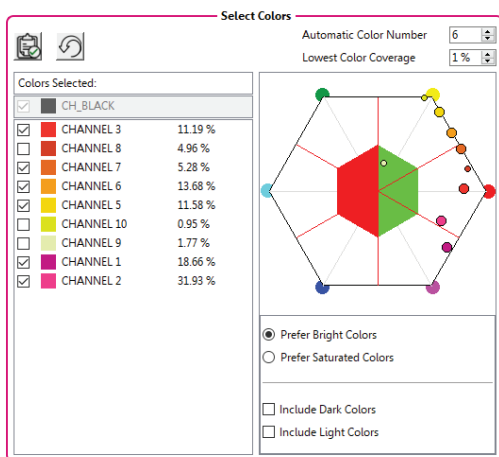 Select Colors
Automatic Color Number 6
Lowest Color Coverage 1 %
Colors Selected:
CH_BLACK
CHANNEL 3 11.19 %
CHANNEL 8 4.96 %
CHANNEL 7 5.28 %
CHANNEL 6 13.68 %
CHANNEL 5 11.58 %
CHANNEL 10 0.95 %
CHANNEL 9 1.77 %
CHANNEL 1 18.66 %
CHANNEL 2 31.93 %
Prefer Bright Colors
Prefer Saturated Colors
Include Dark Colors
Include Light Colors